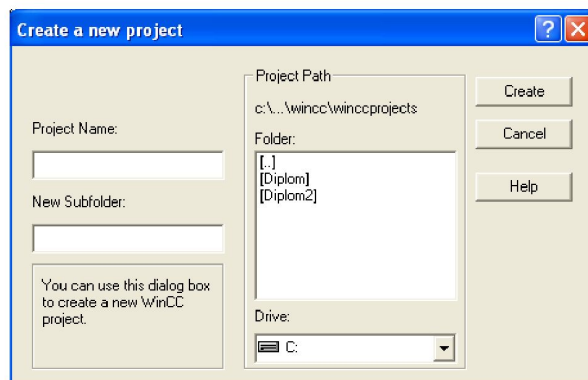 Create a new project
Project Name:
New Subfolder:
You can use this dialog box
to create a new WinCC
project.
Project Path
c:\...\wincc\winccprojects
Folder:
[..]
[Diplom]
[Diplom2]
Drive:
C:
Create
Cancel
Help